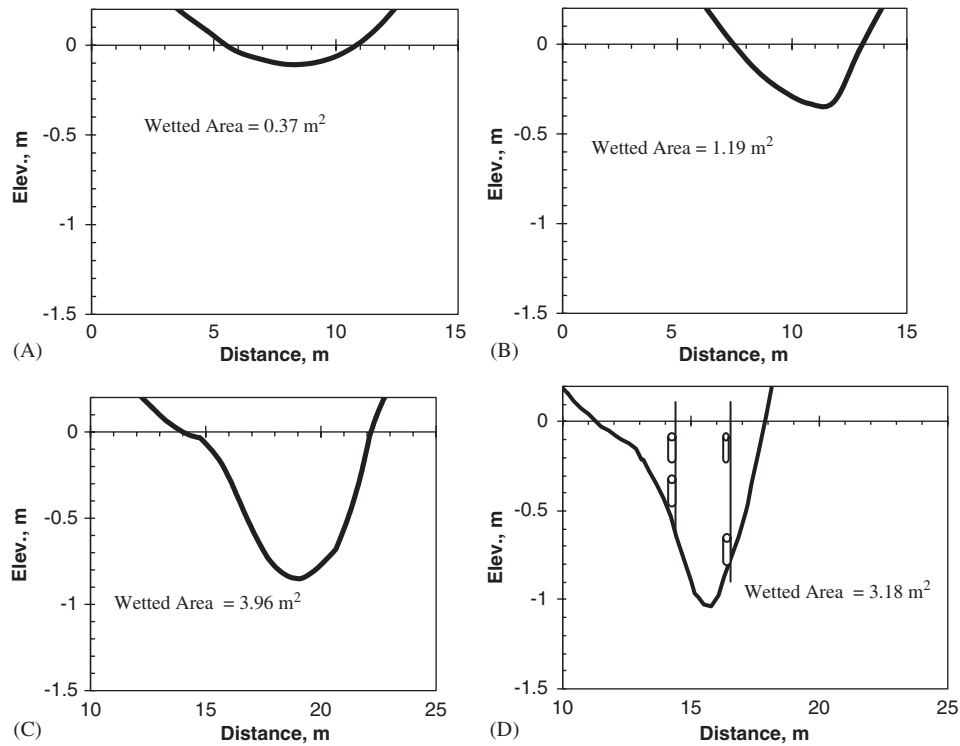 0
-0.5
-1
-1.5
Elev., m
Wetted Area = 0.37 m²
0 5 10 15
Distance, m
(A)
0
-0.5
-1
-1.5
Elev., m
Wetted Area = 1.19 m²
0 5 10 15
Distance, m
(B)
0
-0.5
-1
-1.5
Elev., m
Wetted Area = 3.96 m²
10 15 20 25
Distance, m
(C)
0
-0.5
-1
-1.5
Elev., m
Wetted Area = 3.18 m²
10 15 20 25
Distance, m
(D)